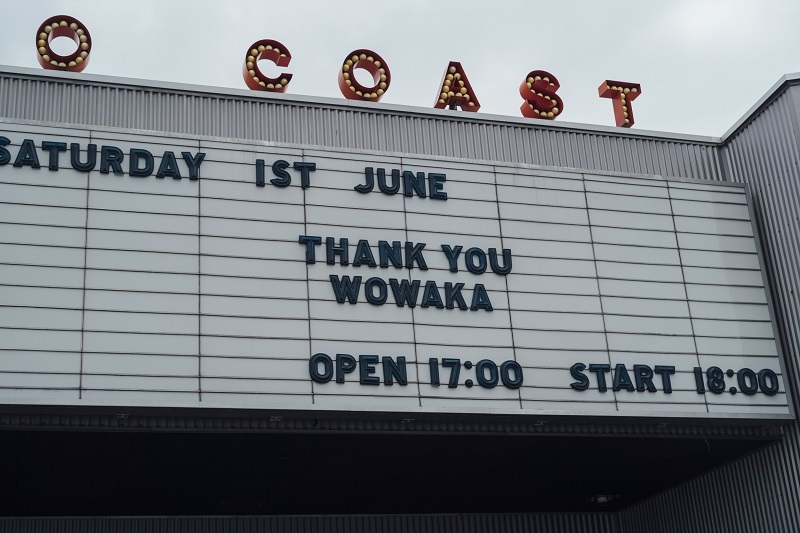 O COAST
SATURDAY 1ST JUNE
THANK YOU
WOWAKA
OPEN 17:00 START 18:00